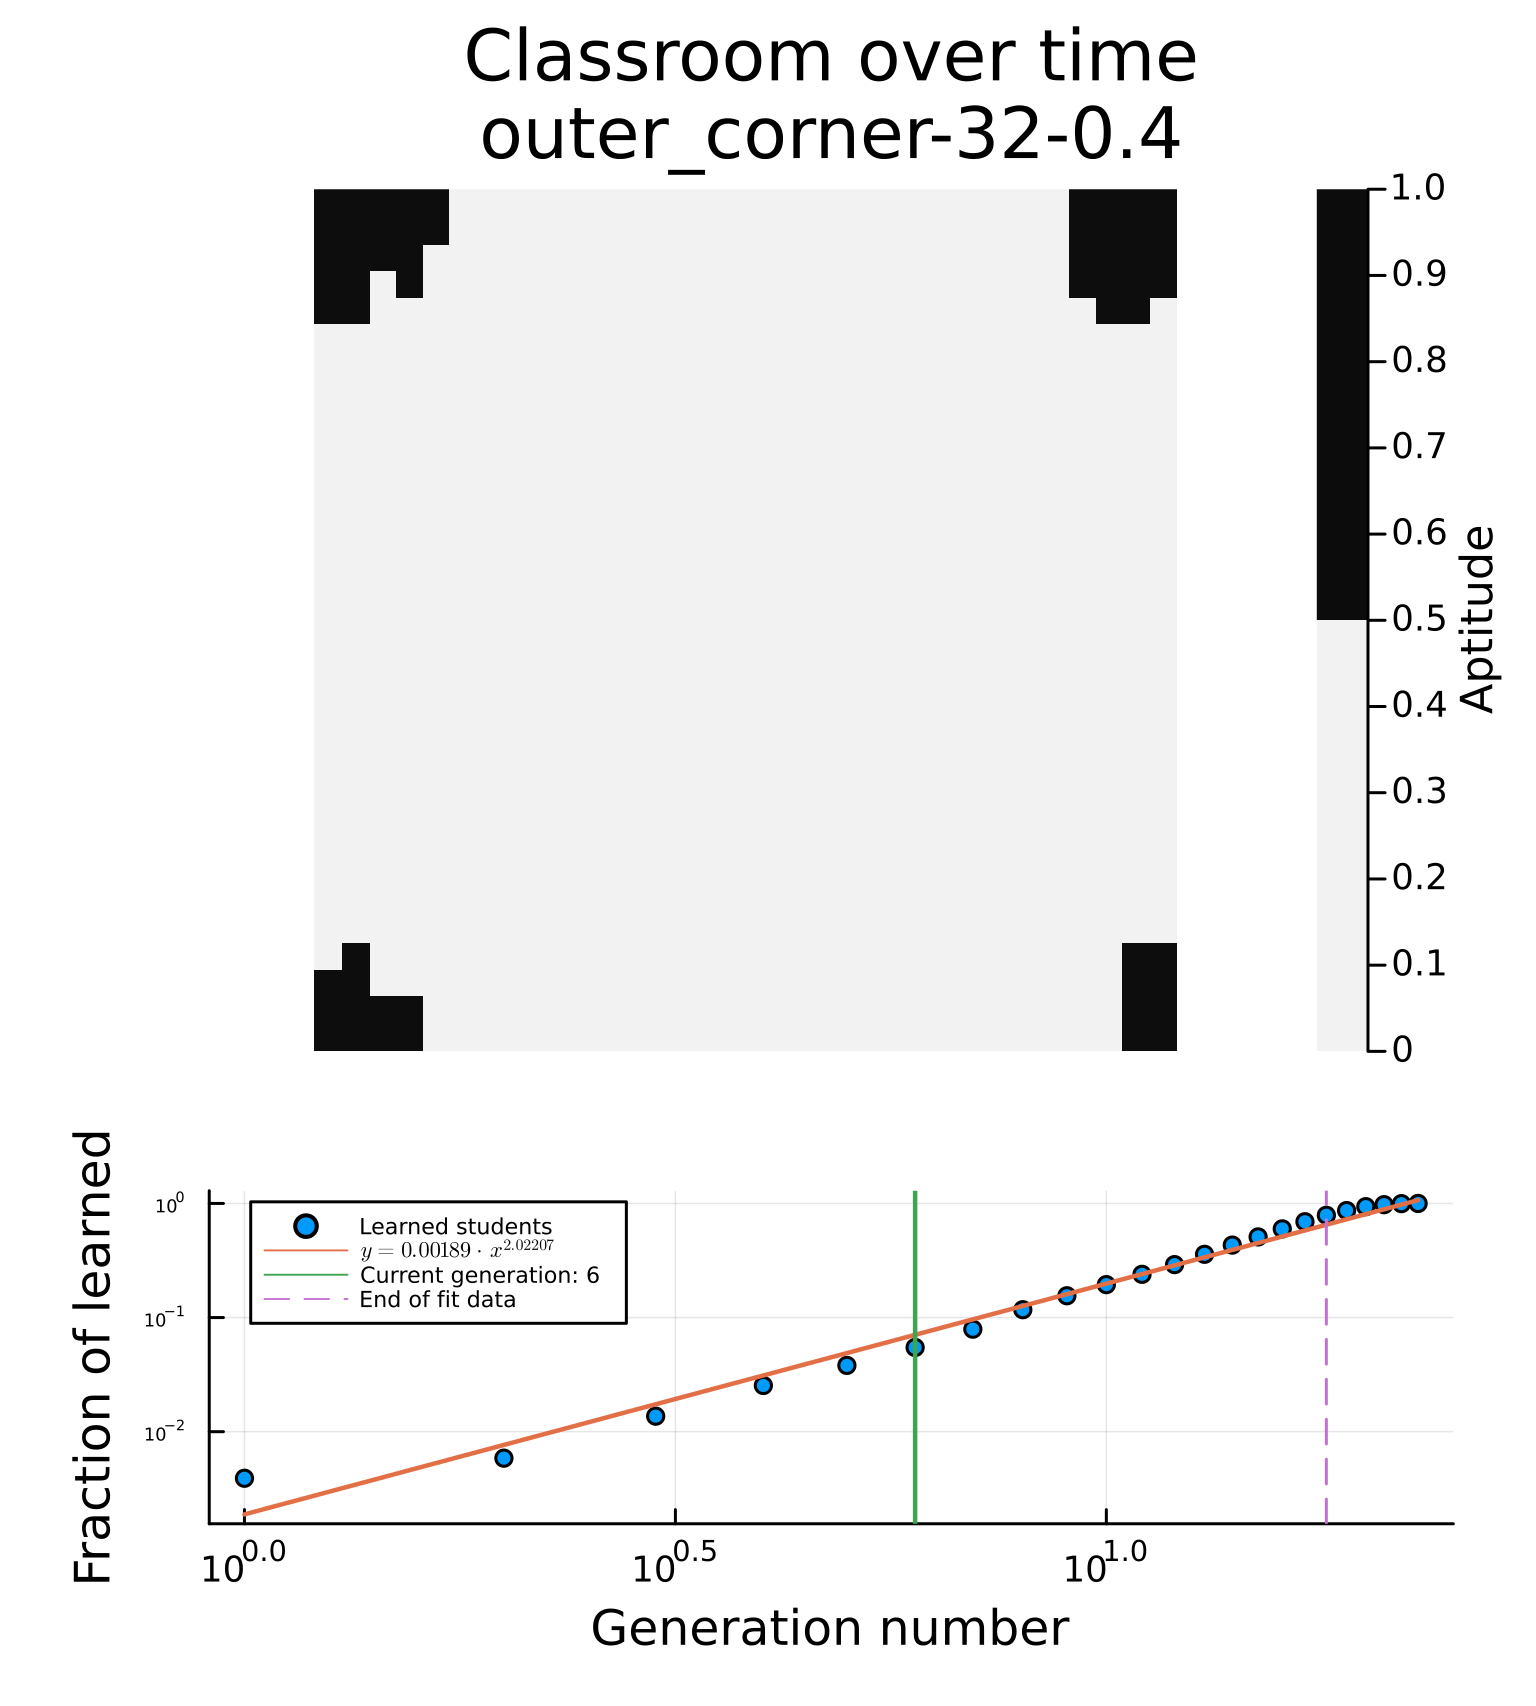 Classroom over time
outer_corner-32-0.4
1.0
0.9
0.8
0.7
0.6
0.5
0.4
0.3
0.2
0.1
0
Aptitude
Fraction of learned
10^0
10^−1
10^−2
Learned students
y = 0.00189 · x^2.02207
Current generation: 6
End of fit data
10^0.0
10^0.5
10^1.0
Generation number